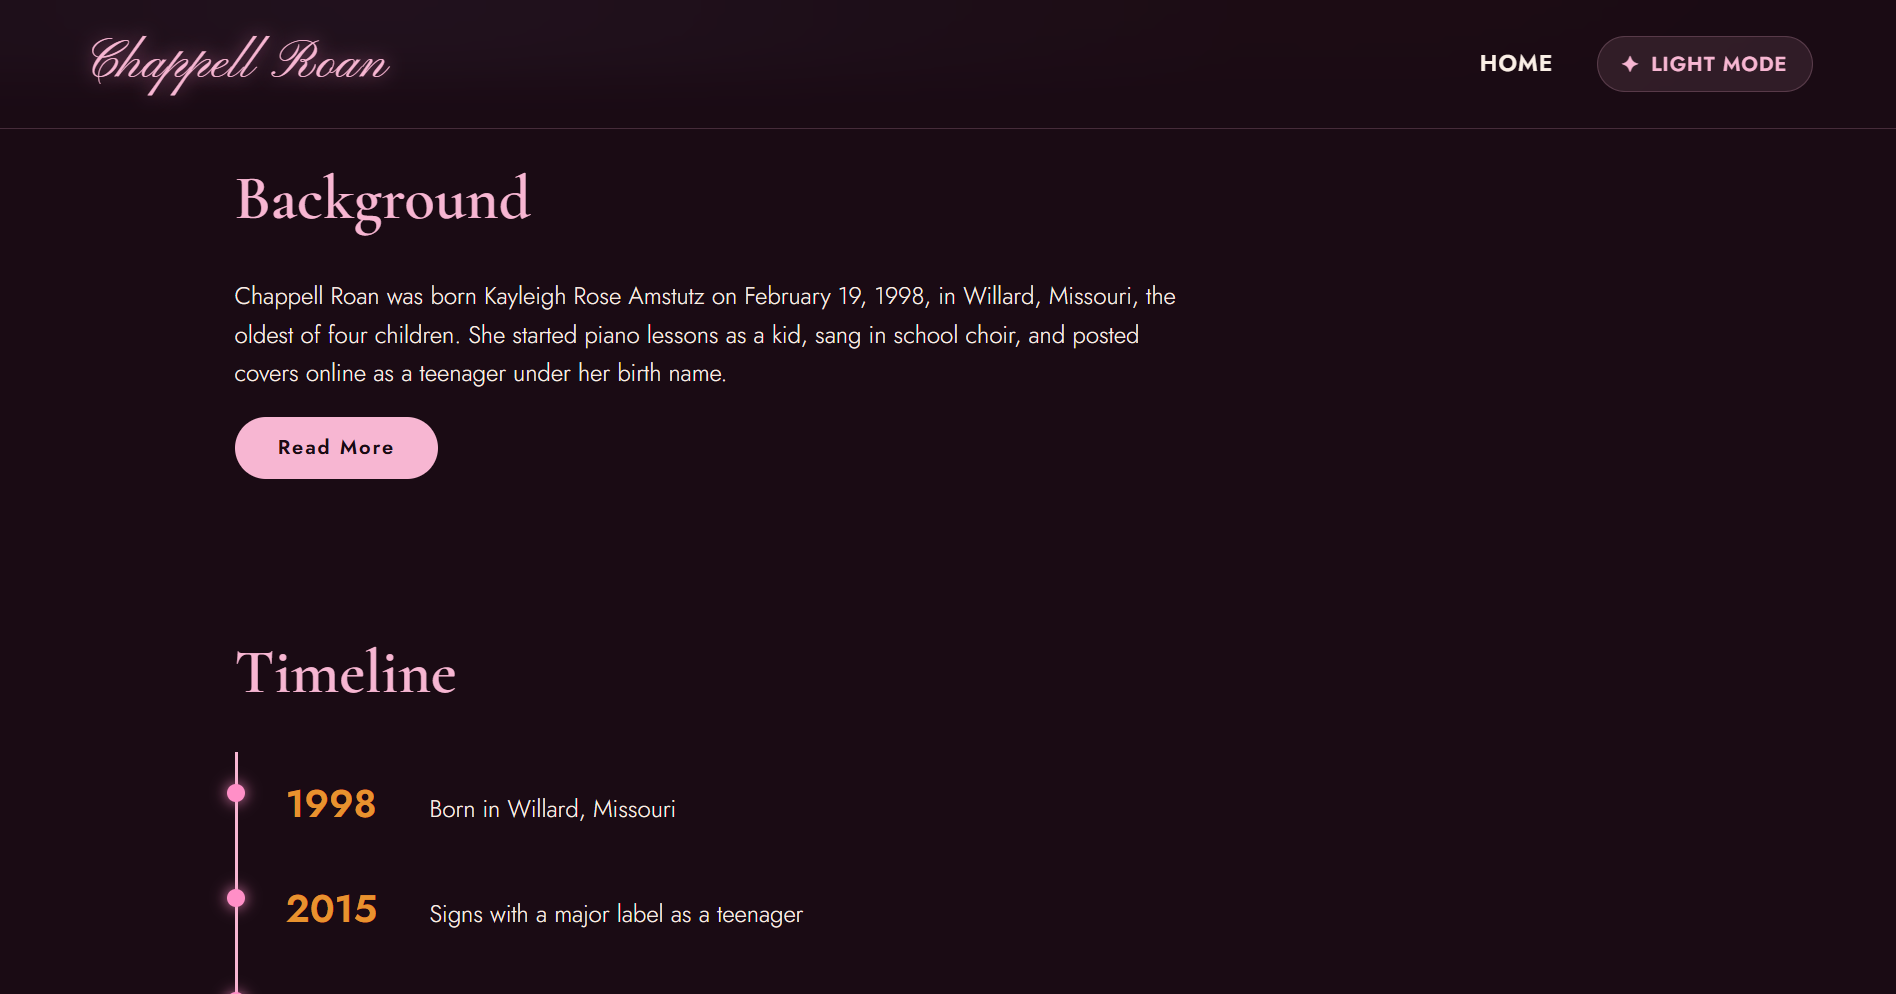 Chappell Roan
HOME
✦ LIGHT MODE
Background
Chappell Roan was born Kayleigh Rose Amstutz on February 19, 1998, in Willard, Missouri, the
oldest of four children. She started piano lessons as a kid, sang in school choir, and posted
covers online as a teenager under her birth name.
Read More
Timeline
1998 Born in Willard, Missouri
2015 Signs with a major label as a teenager